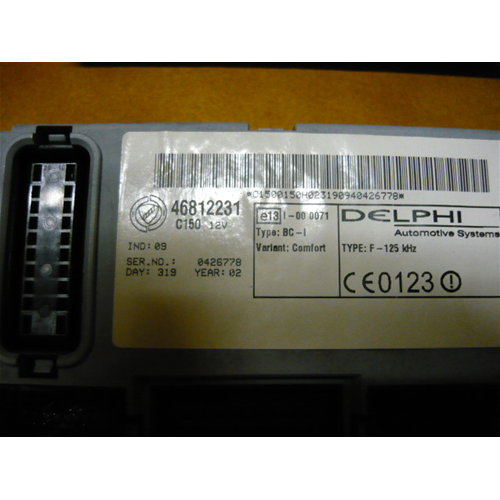 *C1500150H023190940426778*
46812231
C150 12V
IND: 09
SER.NO.: 0426778
DAY: 319 YEAR: 02
e13 I-00 0071
Type: BC-I
Variant: Comfort
DELPHI
Automotive Systems
TYPE: F-125 kHz
CE0123!